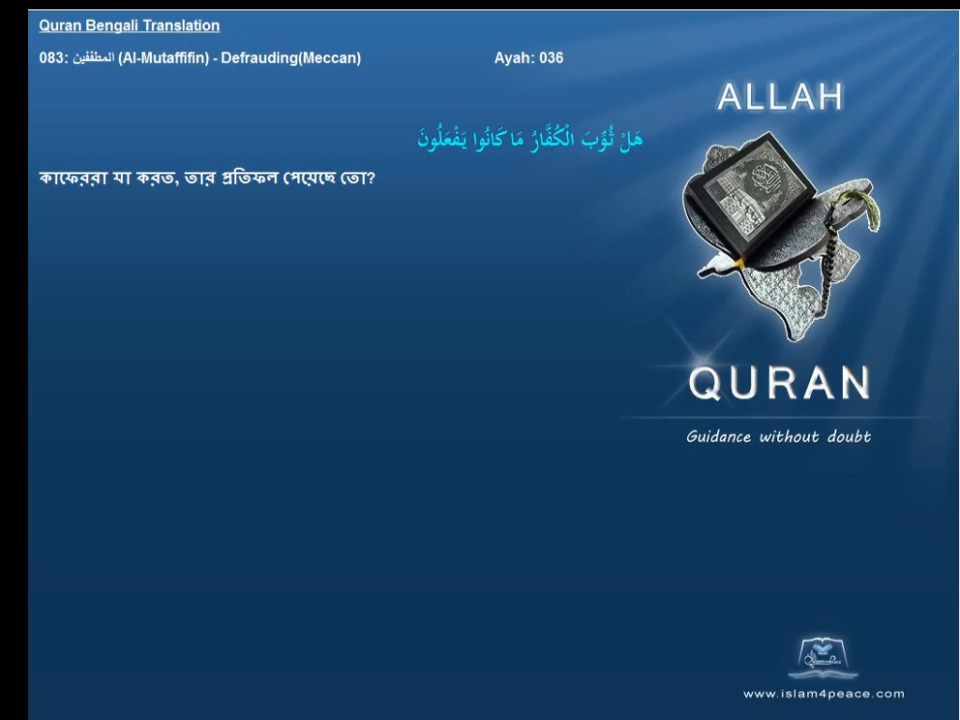 Quran Bengali Translation
083: المطففين (Al-Mutaffifin) - Defrauding(Meccan) Ayah: 036
هَلْ ثُوِّبَ الْكُفَّارُ مَا كَانُوا يَفْعَلُونَ
কাফেররা যা করত, তার প্রতিফল পেয়েছে তো?
ALLAH
QURAN
Guidance without doubt
www.islam4peace.com